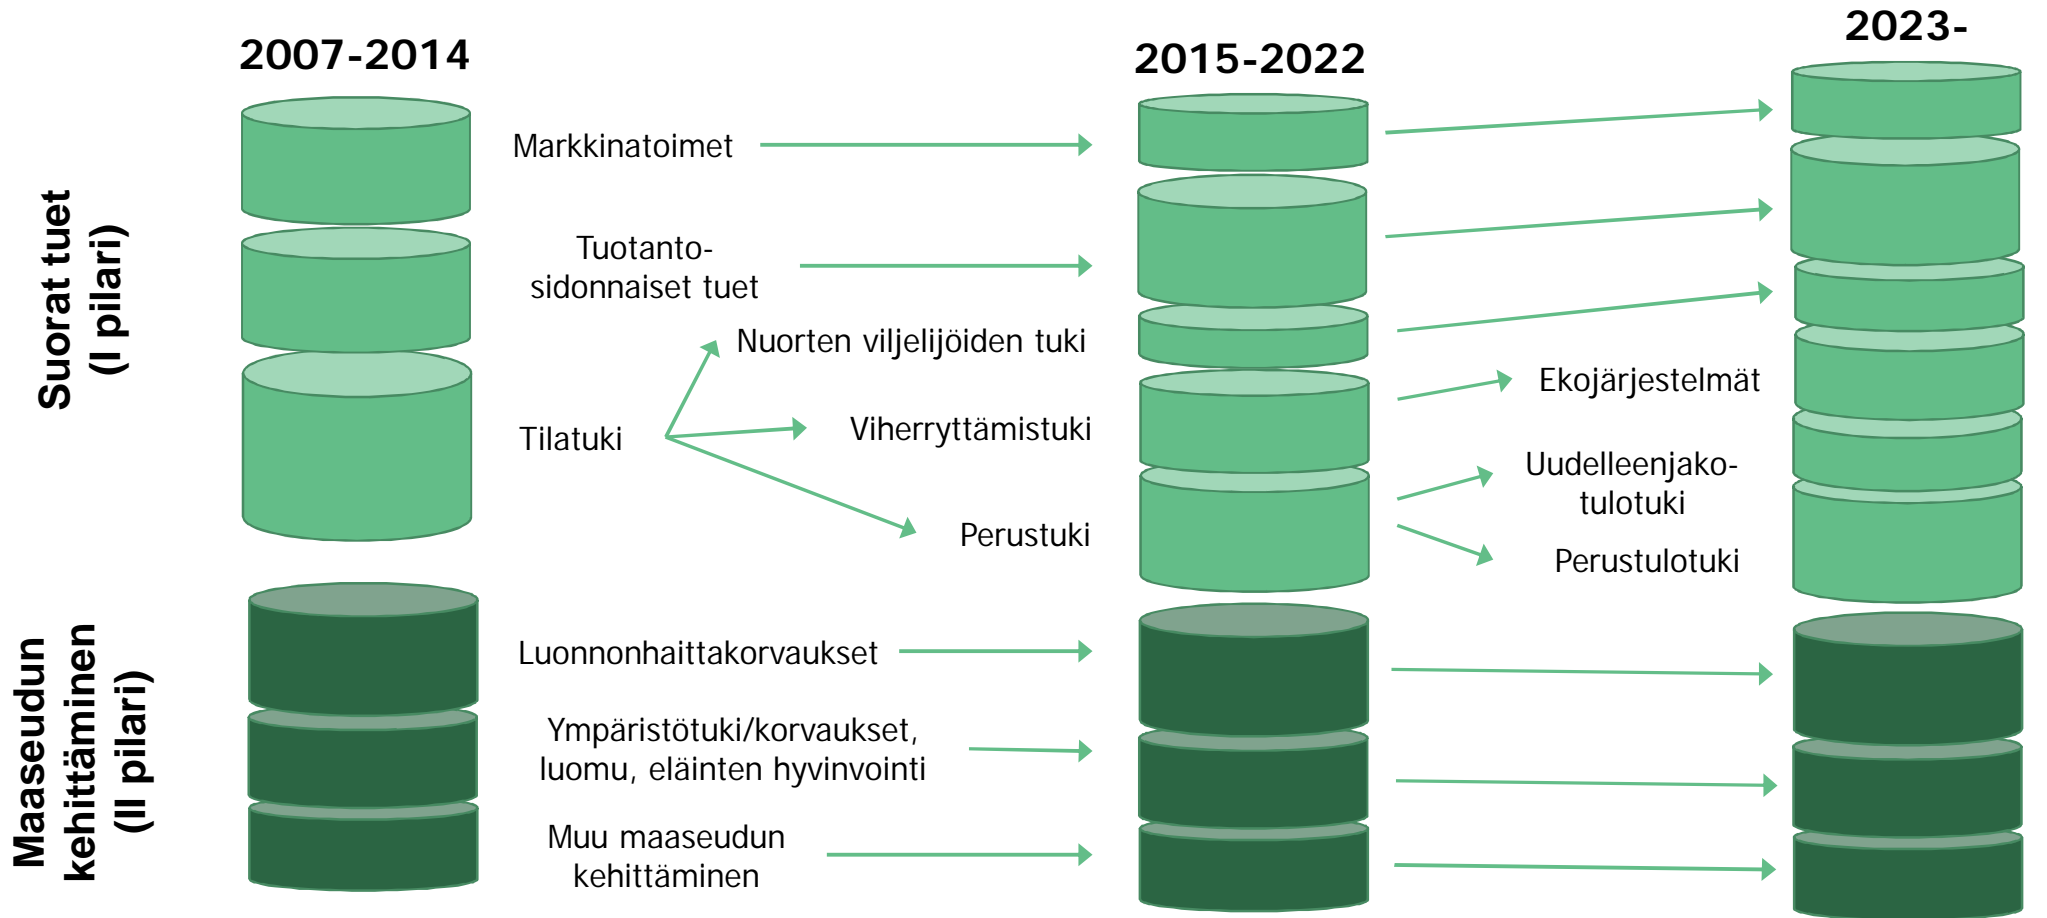 2007-2014
2015-2022
2023-
Suorat tuet
(I pilari)
Markkinatoimet
Tuotanto-
sidonnaiset tuet
Nuorten viljelijöiden tuki
Tilatuki
Viherryttämistuki
Perustuki
Ekojärjestelmät
Uudelleenjako-
tulotuki
Perustulotuki
Maaseudun
kehittäminen
(II pilari)
Luonnonhaittakorvaukset
Ympäristötuki/korvaukset,
luomu, eläinten hyvinvointi
Muu maaseudun
kehittäminen